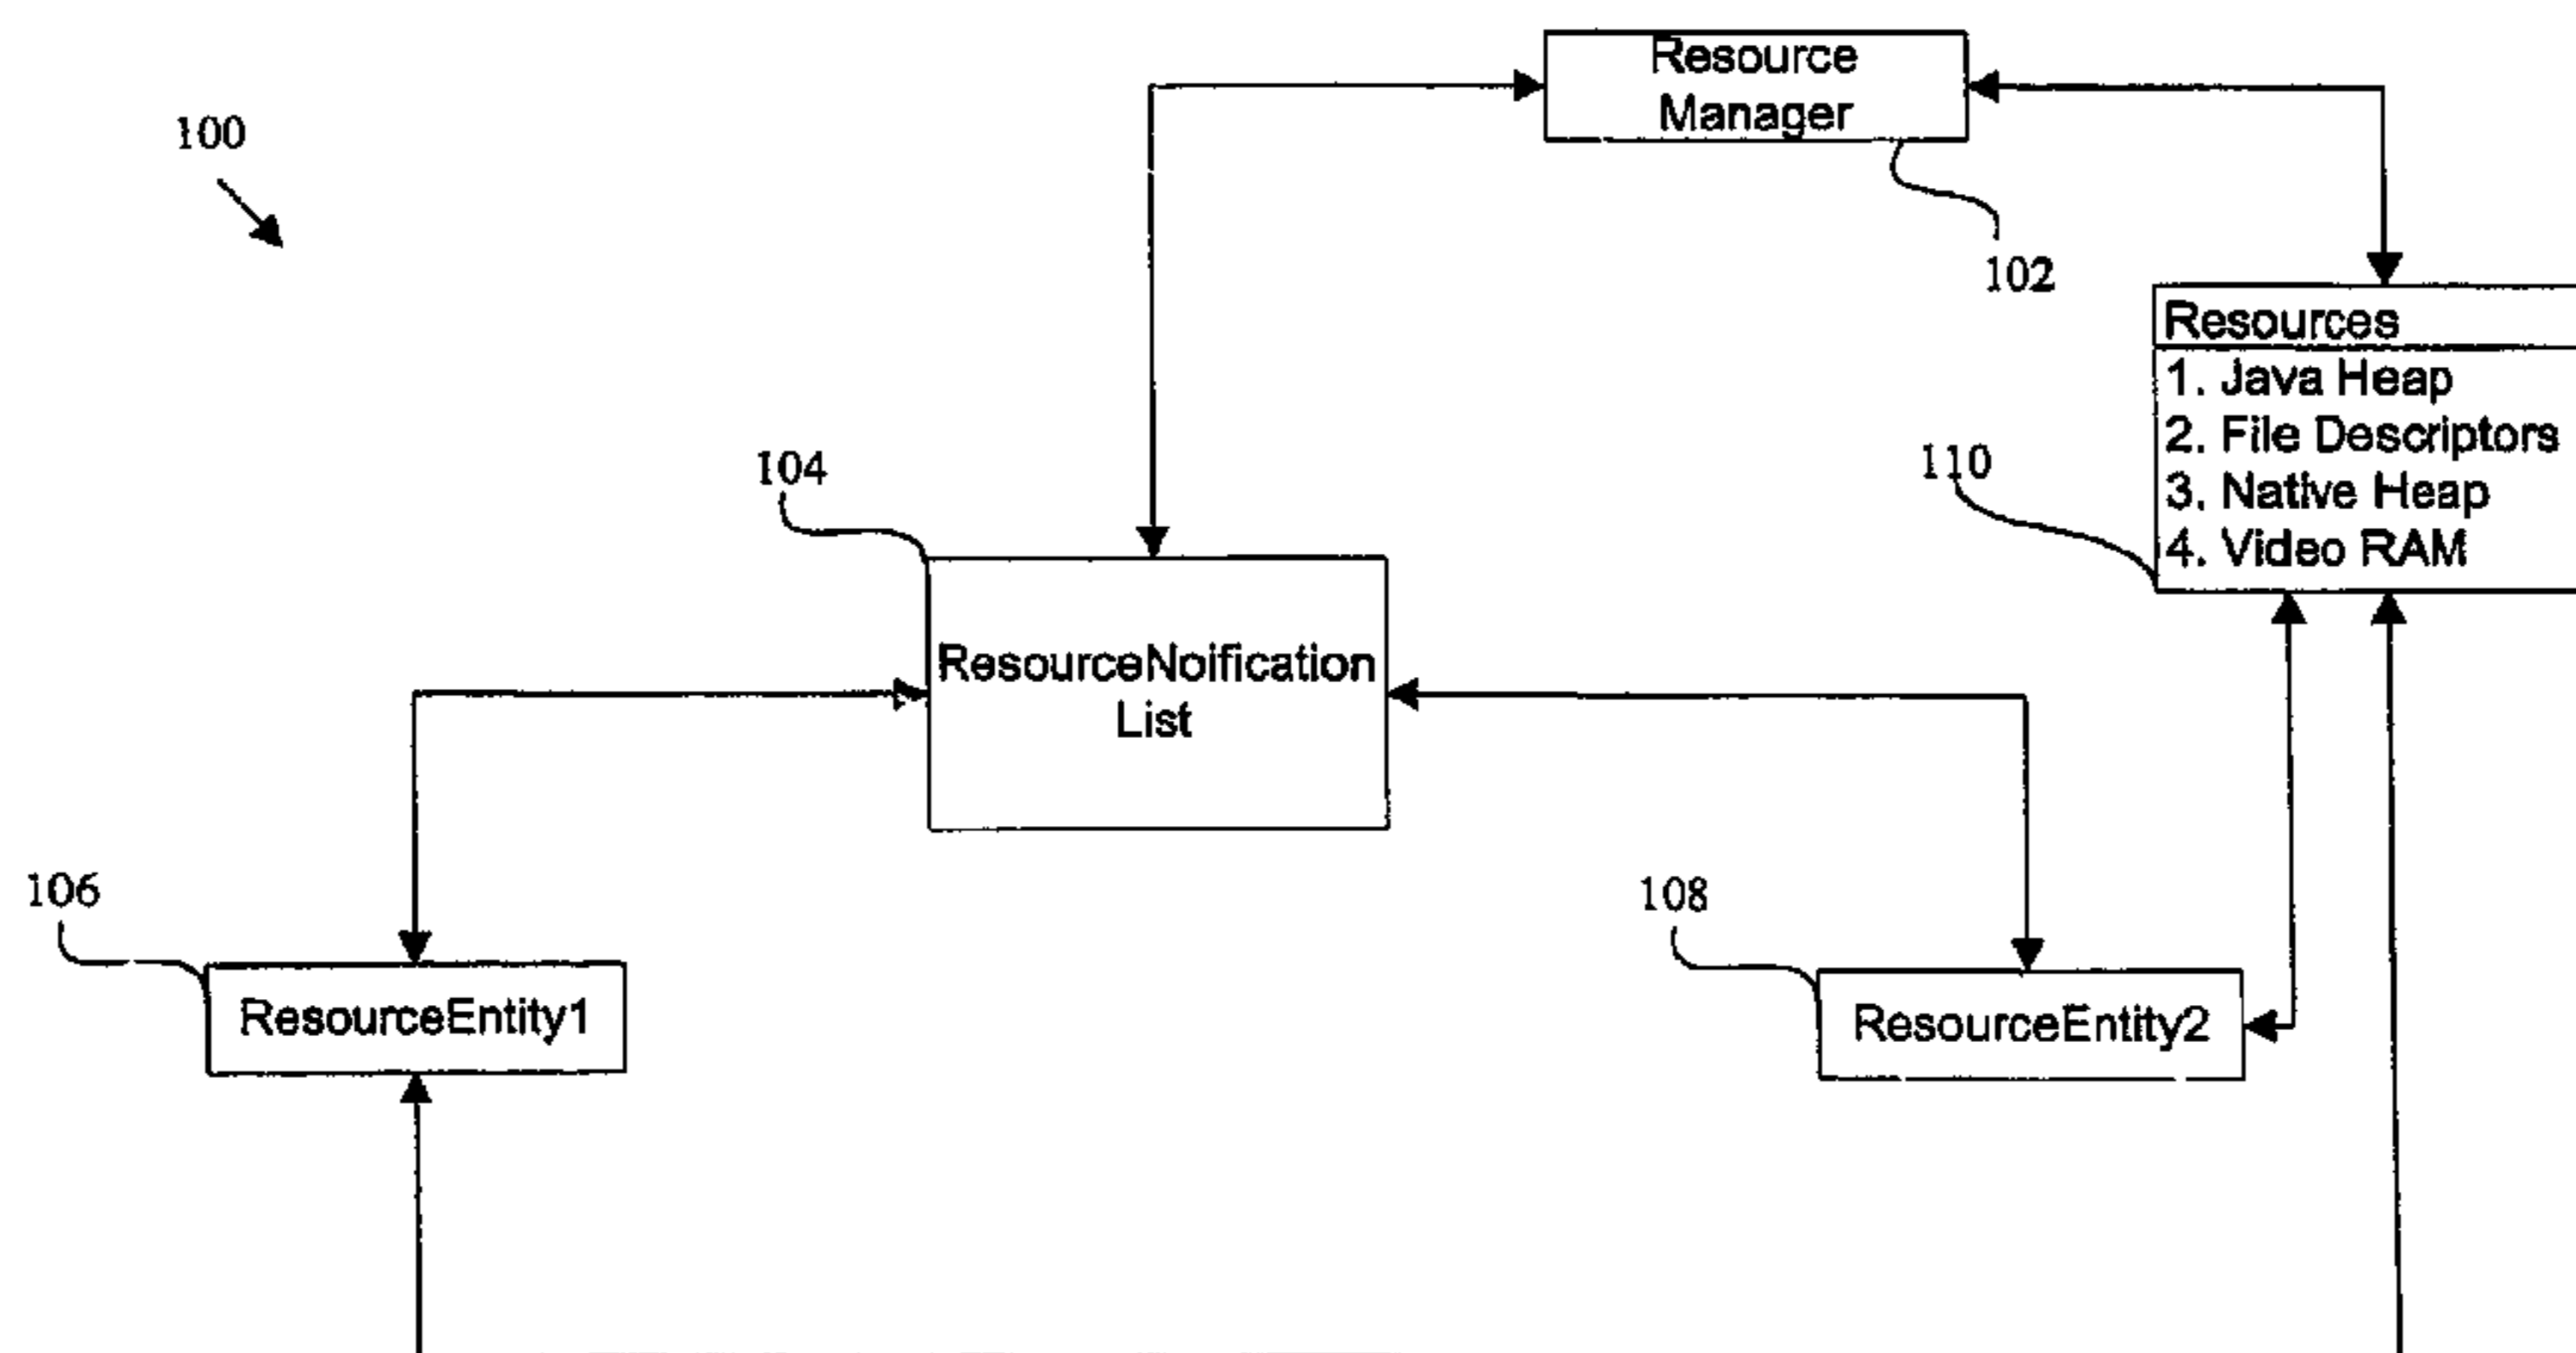 Resource
Manager
100
102
Resources
1. Java Heap
2. File Descriptors
3. Native Heap
4. Video RAM
104
110
ResourceNoification
List
106
108
ResourceEntity1
ResourceEntity2